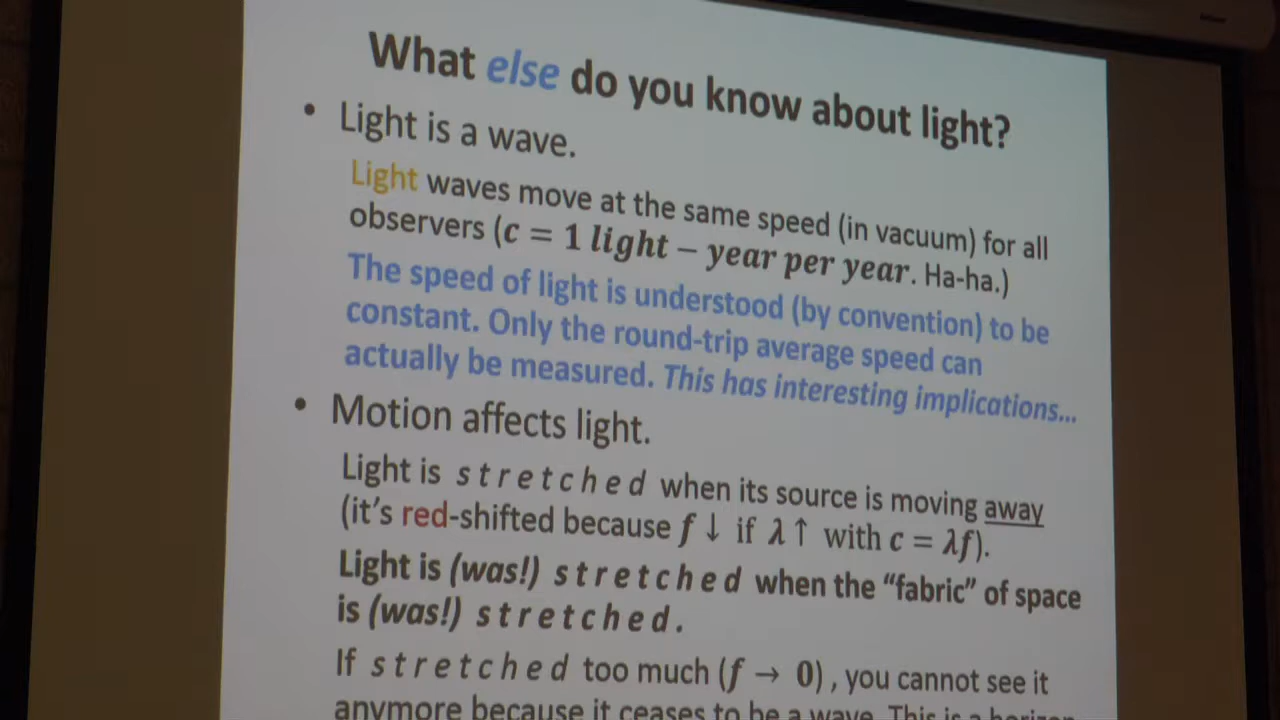 What else do you know about light?
• Light is a wave.
Light waves move at the same speed (in vacuum) for all
observers (c = 1 light − year per year. Ha-ha.)
The speed of light is understood (by convention) to be
constant. Only the round-trip average speed can
actually be measured. This has interesting implications...
• Motion affects light.
Light is s t r e t c h e d when its source is moving away
(it's red-shifted because f ↓ if λ ↑ with c = λf).
Light is (was!) s t r e t c h e d when the “fabric” of space
is (was!) s t r e t c h e d .
If s t r e t c h e d too much (f → 0) , you cannot see it
anymore because it ceases to be a wave. This is a horizon